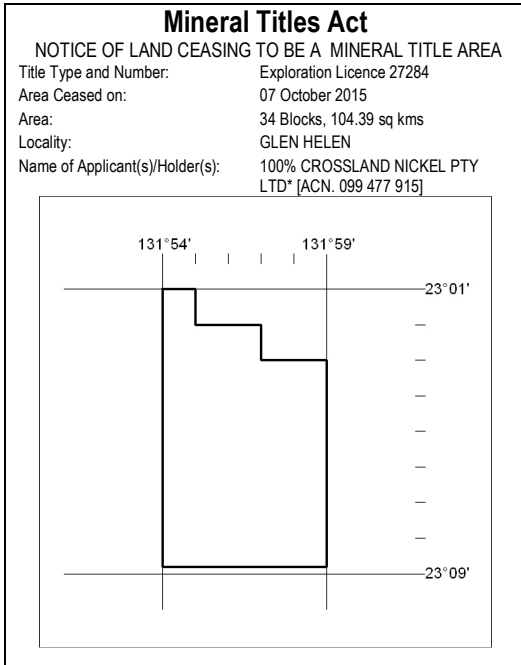 Mineral Titles Act
NOTICE OF LAND CEASING TO BE A MINERAL TITLE AREA
Title Type and Number: Exploration Licence 27284
Area Ceased on: 07 October 2015
Area: 34 Blocks, 104.39 sq kms
Locality: GLEN HELEN
Name of Applicant(s)/Holder(s): 100% CROSSLAND NICKEL PTY
LTD* [ACN. 099 477 915]
131°54' 131°59'
23°01'
23°09'